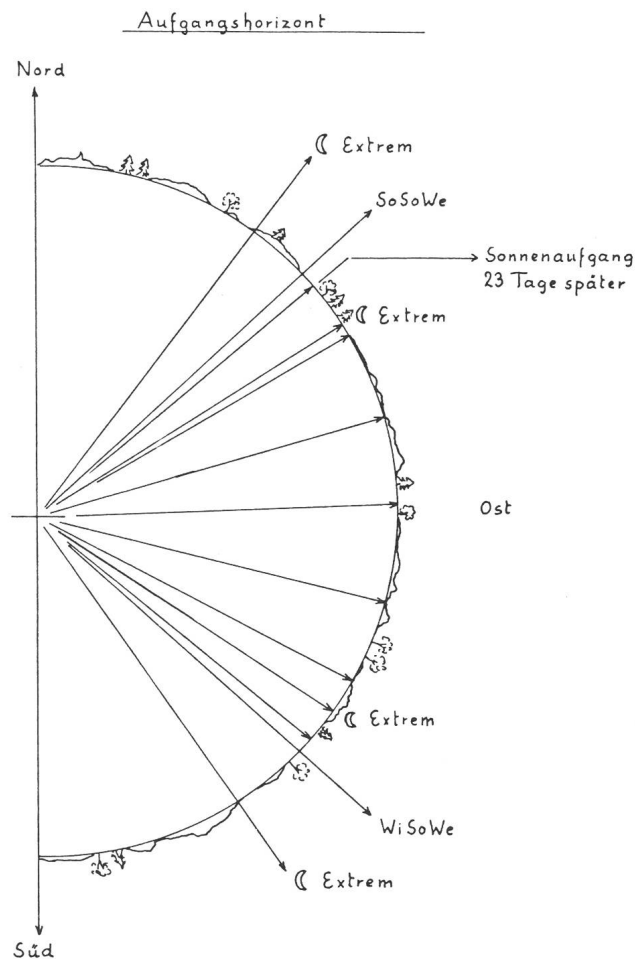 Aufgangshorizont
Nord
☾ Extrem
SoSoWe
Sonnenaufgang
23 Tage später
☾ Extrem
Ost
☾ Extrem
WiSoWe
☾ Extrem
Süd